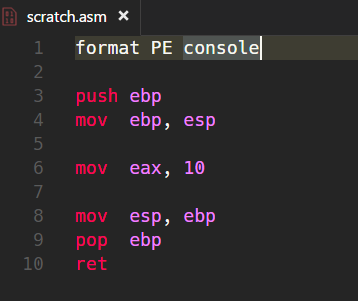 scratch.asm ×
1 format PE console
2
3 push ebp
4 mov  ebp, esp
5
6 mov  eax, 10
7
8 mov  esp, ebp
9 pop  ebp
10 ret